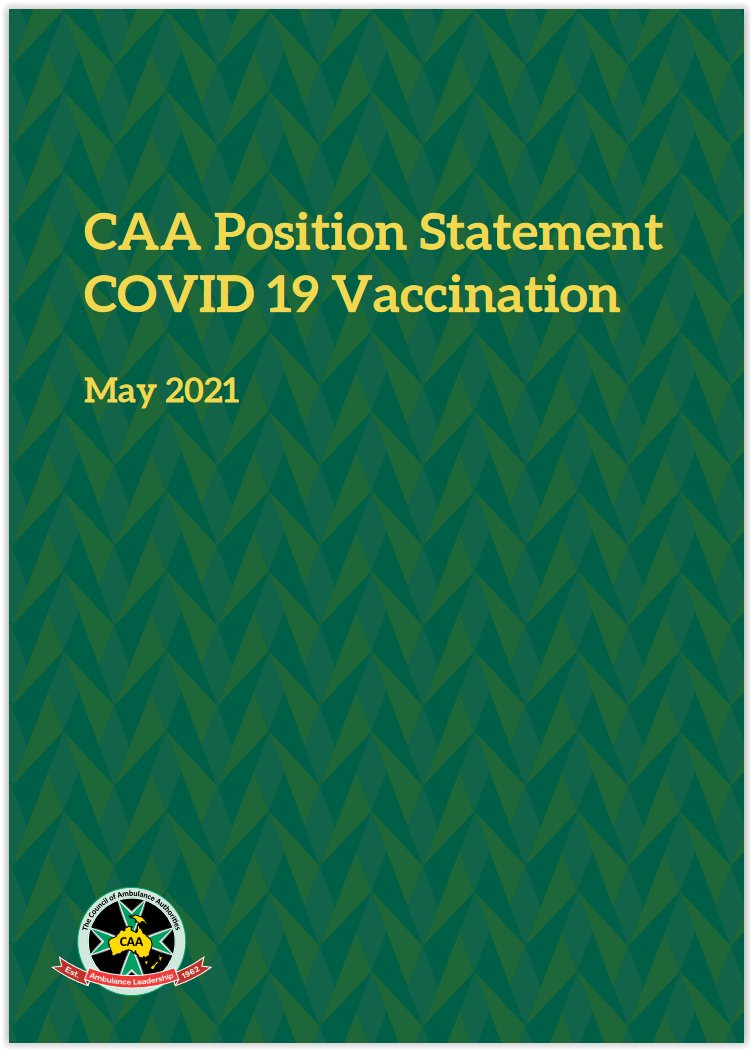 CAA Position Statement
COVID 19 Vaccination
May 2021
The Council of Ambulance Authorities
CAA
Est. Ambulance Leadership 1962